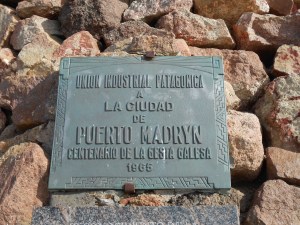 UNION INDUSTRIAL PATAGONICA
A
LA CIUDAD
DE
PUERTO MADRYN
CENTENARIO DE LA GESTA GALESA
1965